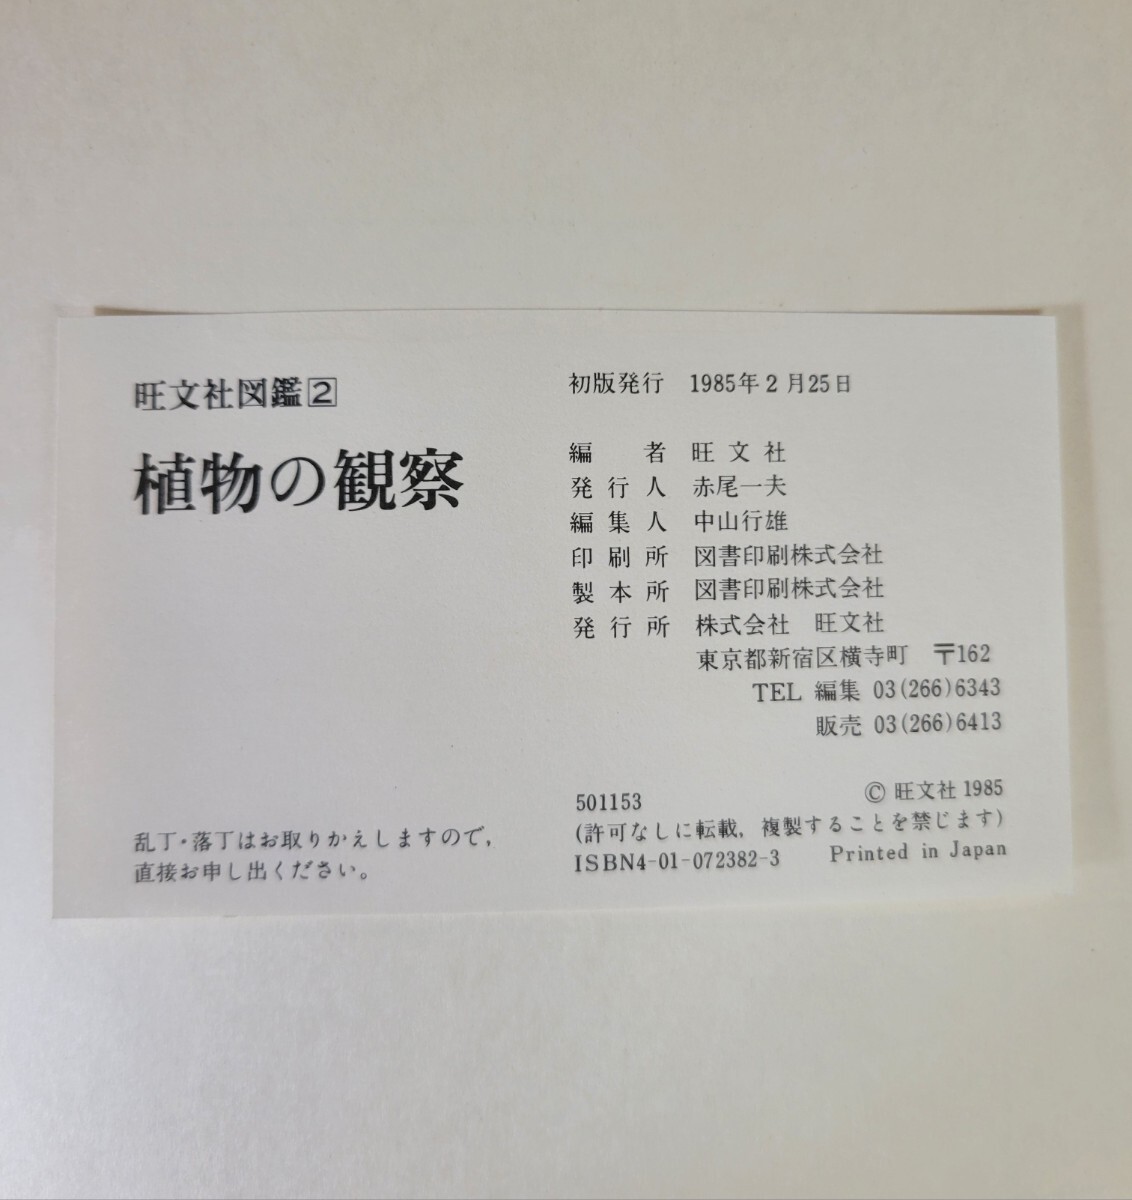 旺文社図鑑2
植物の観察
乱丁・落丁はお取りかえしますので,
直接お申し出ください。
初版発行 1985年2月25日
編者 旺文社
発行人 赤尾一夫
編集人 中山行雄
印刷所 図書印刷株式会社
製本所 図書印刷株式会社
発行所 株式会社 旺文社
東京都新宿区横寺町 〒162
TEL 編集 03(266)6343
販売 03(266)6413
501153 © 旺文社 1985
(許可なしに転載, 複製することを禁じます)
ISBN4-01-072382-3 Printed in Japan